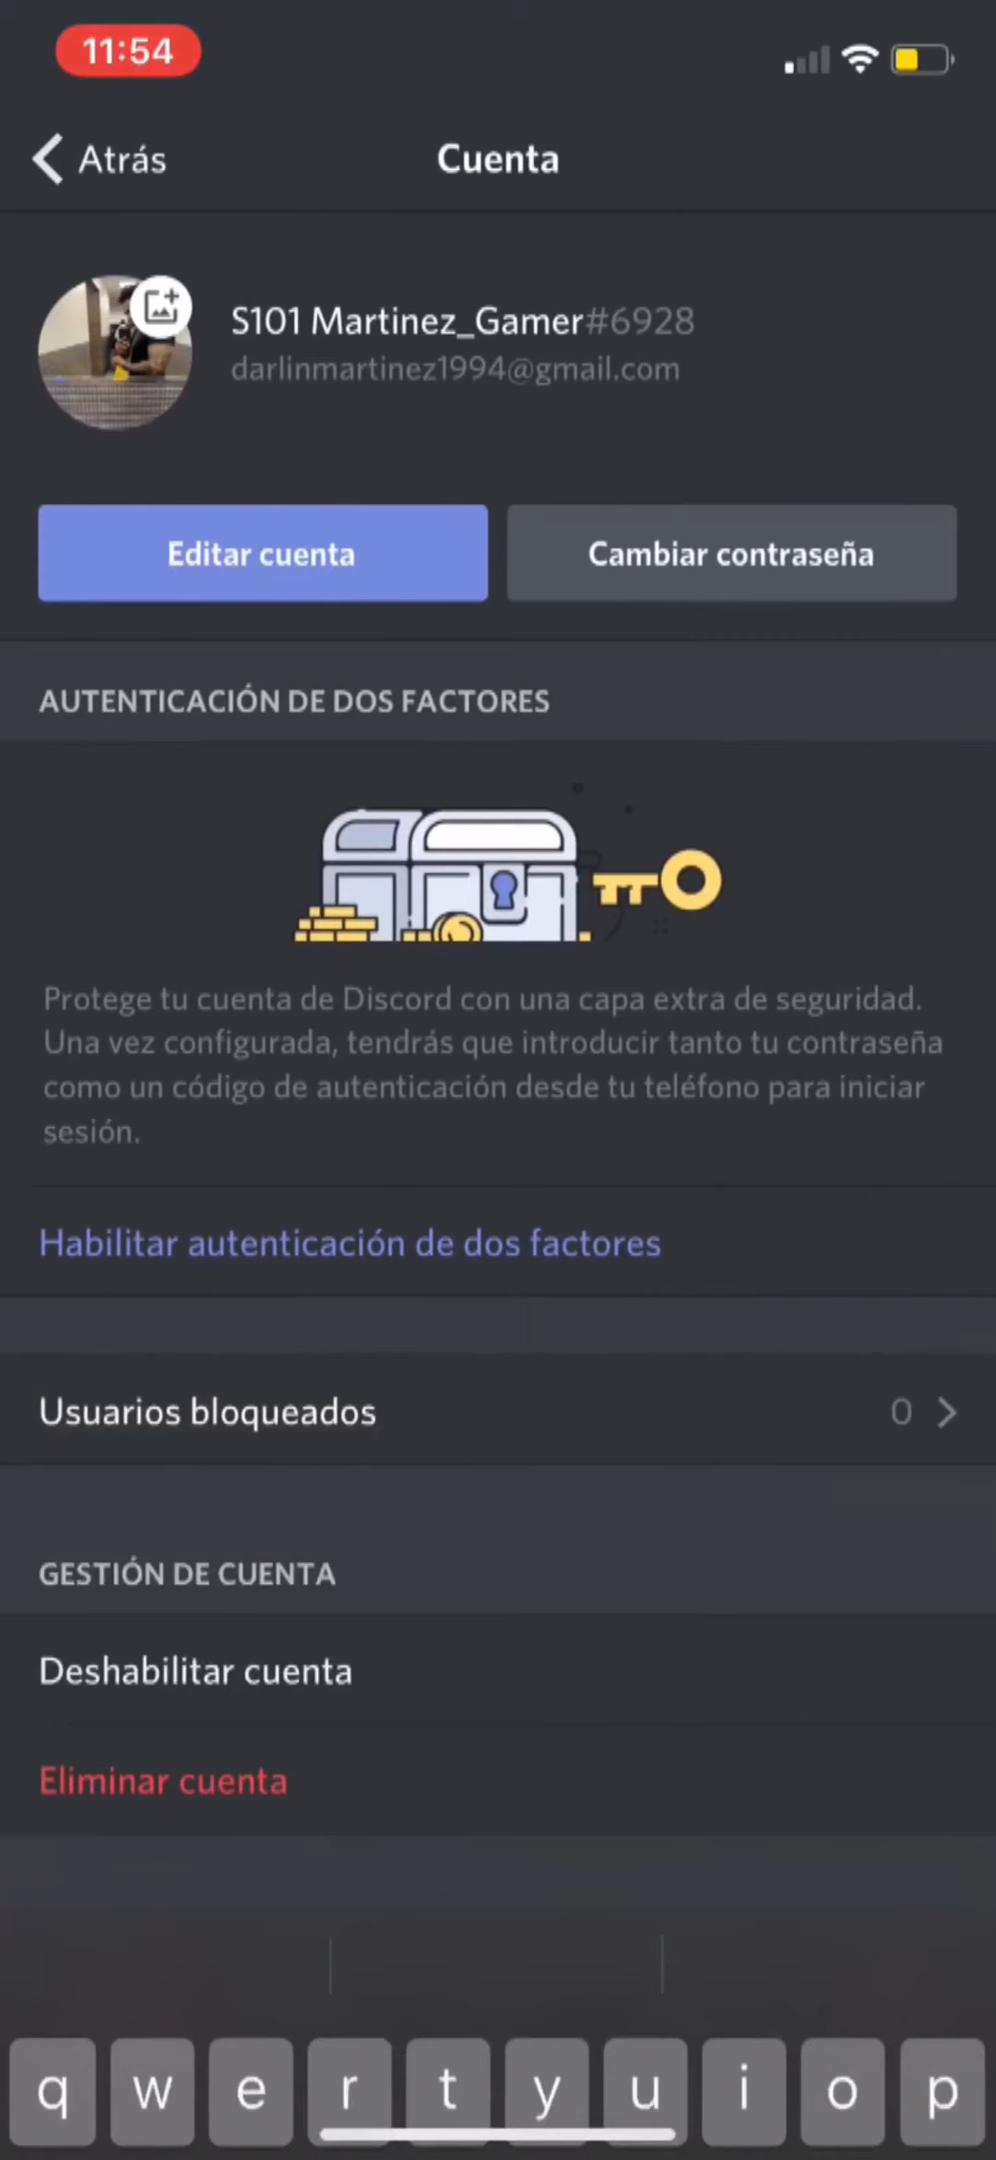 11:54
Atrás
Cuenta
S101 Martinez_Gamer#6928
darlinmartinez1994@gmail.com
Editar cuenta
Cambiar contraseña
AUTENTICACIÓN DE DOS FACTORES
Protege tu cuenta de Discord con una capa extra de seguridad.
Una vez configurada, tendrás que introducir tanto tu contraseña
como un código de autenticación desde tu teléfono para iniciar
sesión.
Habilitar autenticación de dos factores
Usuarios bloqueados 0
GESTIÓN DE CUENTA
Deshabilitar cuenta
Eliminar cuenta
q w e r t y u i o p